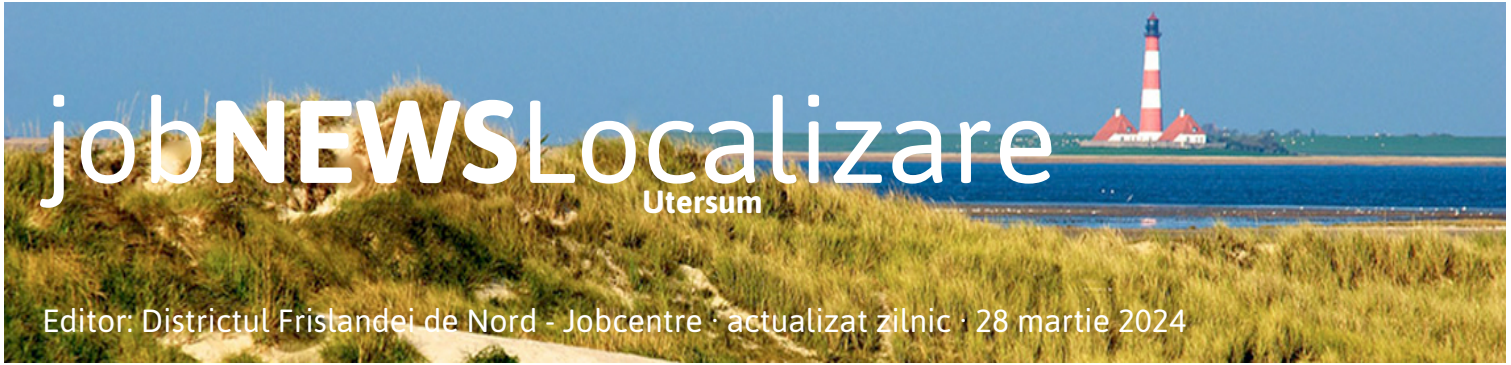 jobNEWSLocalizare
Utersum
Editor: Districtul Frislandei de Nord - Jobcentre · actualizat zilnic · 28 martie 2024